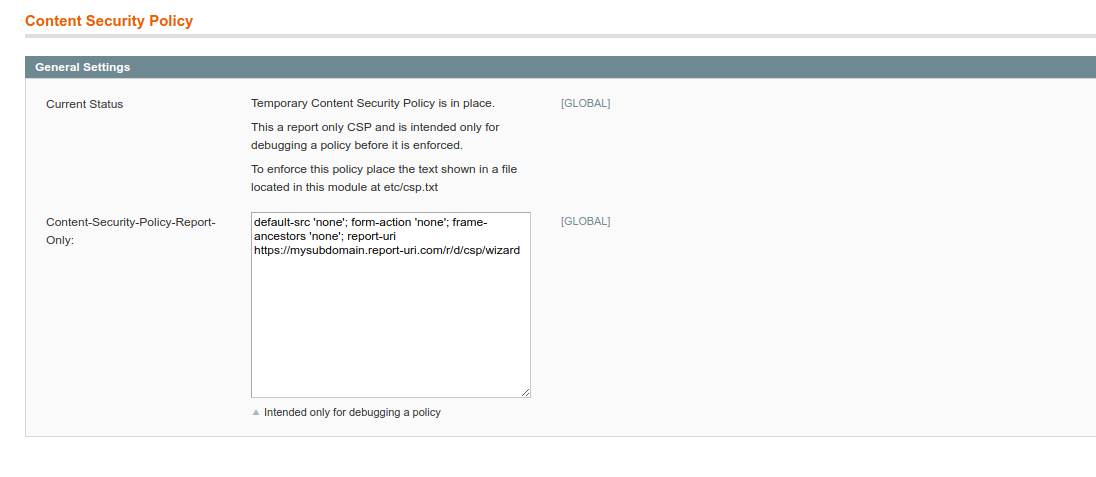 Content Security Policy
General Settings
Current Status
Temporary Content Security Policy is in place.
[GLOBAL]
This a report only CSP and is intended only for
debugging a policy before it is enforced.
To enforce this policy place the text shown in a file
located in this module at etc/csp.txt
Content-Security-Policy-Report-
Only:
default-src 'none'; form-action 'none'; frame-
ancestors 'none'; report-uri
https://mysubdomain.report-uri.com/r/d/csp/wizard
[GLOBAL]
Intended only for debugging a policy